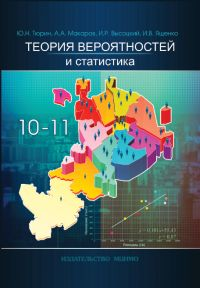 Ю.Н. Тюрин, А.А. Макаров, И.Р. Высоцкий, И.В. Ященко
ТЕОРИЯ ВЕРОЯТНОСТЕЙ
и статистика
10-11
ИЗДАТЕЛЬСТВО МЦНМО